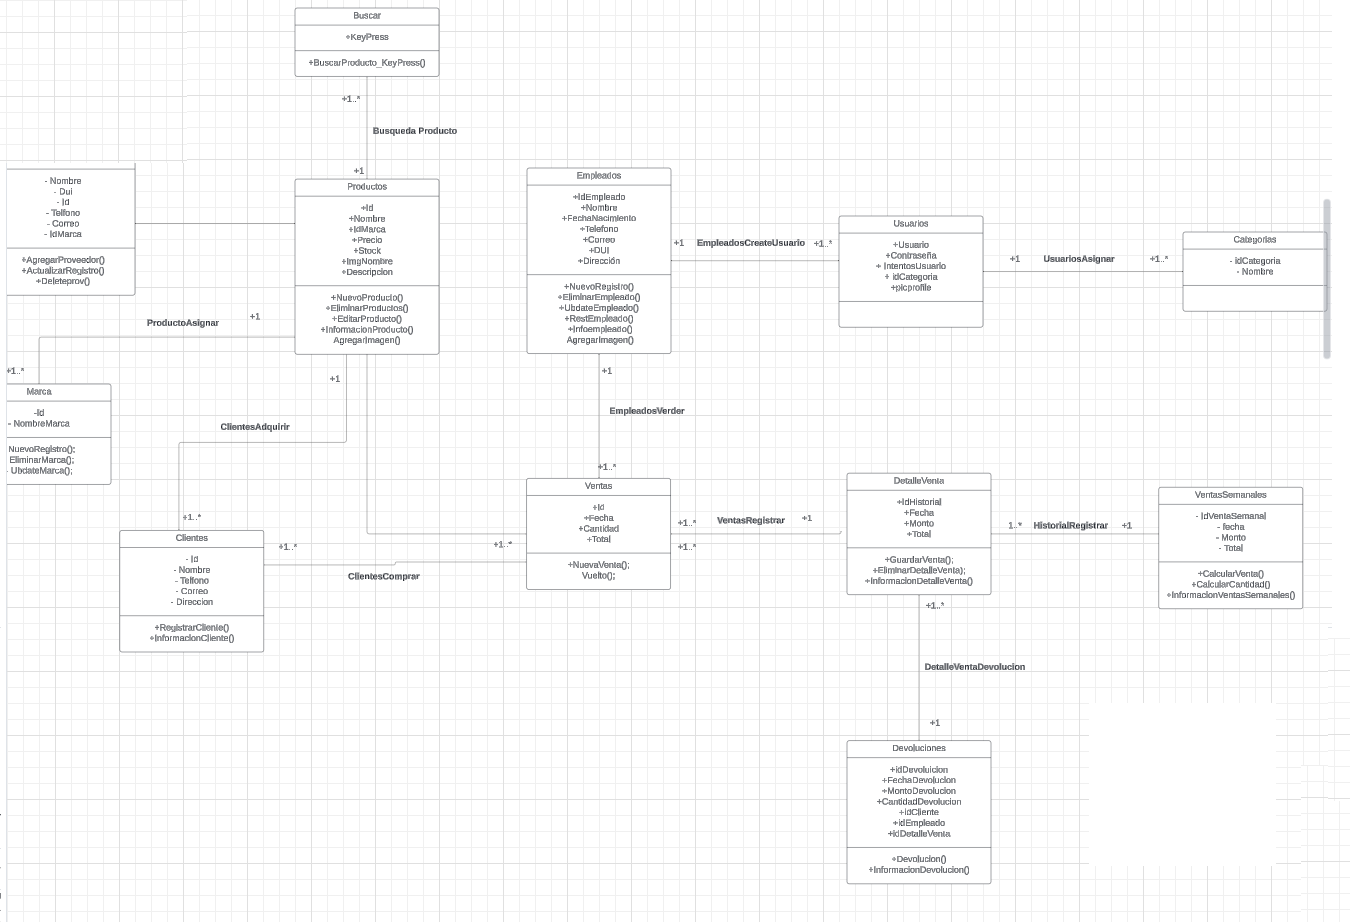 Buscar
+KeyPress
+BuscarProducto_KeyPress()
+1..*
Busqueda Producto
+1
- Nombre
- Dui
- Id
- Telfono
- Correo
- IdMarca
+AgregarProveedor()
+ActualizarRegistro()
+Deleteprov()
Productos
+Id
+Nombre
+IdMarca
+Precio
+Stock
+ImgNombre
+Descripcion
+NuevoProducto()
+EliminarProductos()
+EditarProducto()
+InformacionProducto()
AgregarImagen()
Empleados
+IdEmpleado
+Nombre
+FechaNacimiento
+Telefono
+Correo
+DUI
+Dirección
+NuevoRegistro()
+EliminarEmpleado()
+UbdateEmpleado()
+RestEmpleado()
+Infoempleado()
AgregarImagen()
+1
EmpleadosCreateUsuario
+1..*
Usuarios
+Usuario
+Contraseña
+ IntentosUsuario
+ idCategoria
+picprofile
+1
UsuariosAsignar
+1..*
Categorias
- idCategoria
- Nombre
ProductoAsignar
+1
+1..*
Marca
-Id
- NombreMarca
NuevoRegistro();
EliminarMarca();
UbdateMarca();
+1
ClientesAdquirir
+1..*
+1
EmpleadosVerder
+1..*
Clientes
- Id
- Nombre
- Telfono
- Correo
- Direccion
+RegistrarCliente()
+InformacionCliente()
+1..*
ClientesComprar
+1..*
Ventas
+Id
+Fecha
+Cantidad
+Total
+NuevaVenta();
Vuelto();
+1..*
VentasRegistrar
+1
+1..*
DetalleVenta
+IdHistorial
+Fecha
+Monto
+Total
+GuardarVenta();
+EliminarDetalleVenta);
+InformacionDetalleVenta()
1..*
HistorialRegistrar
+1
VentasSemanales
- IdVentaSemanal
- fecha
- Monto
- Total
+CalcularVenta()
+CalcularCantidad()
+InformacionVentasSemanales()
+1..*
DetalleVentaDevolucion
+1
Devoluciones
+idDevoluicion
+FechaDevolucion
+MontoDevolucion
+CantidadDevolucion
+idCliente
+idEmpleado
+idDetalleVenta
+Devolucion()
+InformacionDevolucion()